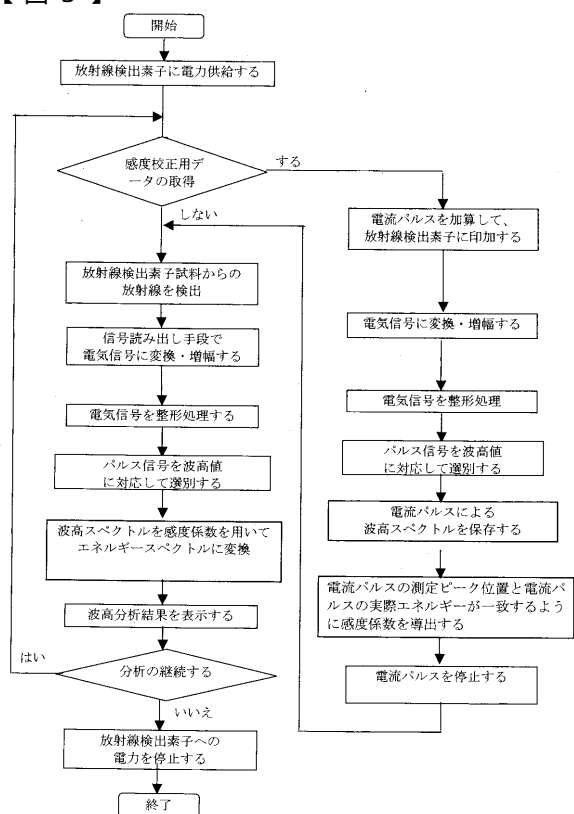 【図3】
開始
放射線検出素子に電力供給する
感度校正用デ
ータの取得
する
しない
放射線検出素子試料からの
放射線を検出
信号読み出し手段で
電気信号に変換・増幅する
電気信号を整形処理する
パルス信号を波高値
に対応して選別する
波高スペクトルを感度係数を用いて
エネルギースペクトルに変換
波高分析結果を表示する
はい
分析の継続する
いいえ
放射線検出素子への
電力を停止する
終了
電流パルスを加算して、
放射線検出素子に印加する
電気信号に変換・増幅する
電気信号を整形処理
パルス信号を波高値
に対応して選別する
電流パルスによる
波高スペクトルを保存する
電流パルスの測定ピーク位置と電流パ
ルスの実際エネルギーが一致するよう
に感度係数を導出する
電流パルスを停止する